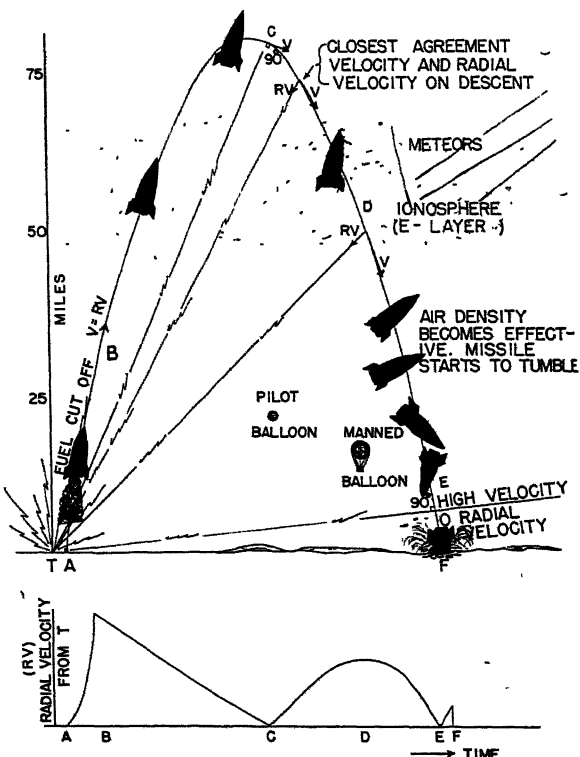 C
V
90
75
CLOSEST AGREEMENT
VELOCITY AND RADIAL
VELOCITY ON DESCENT
RV
V
METEORS
D
IONOSPHERE
(E-LAYER)
50
RV
V
MILES
V=RV
B
FUEL CUT OFF
AIR DENSITY
BECOMES EFFECT-
IVE. MISSILE
STARTS TO TUMBLE
25
PILOT
BALLOON
MANNED
BALLOON
E
90°
HIGH VELOCITY
O RADIAL
VELOCITY
T A
F
(RV)
RADIAL VELOCITY
FROM T
A B C D E F
TIME